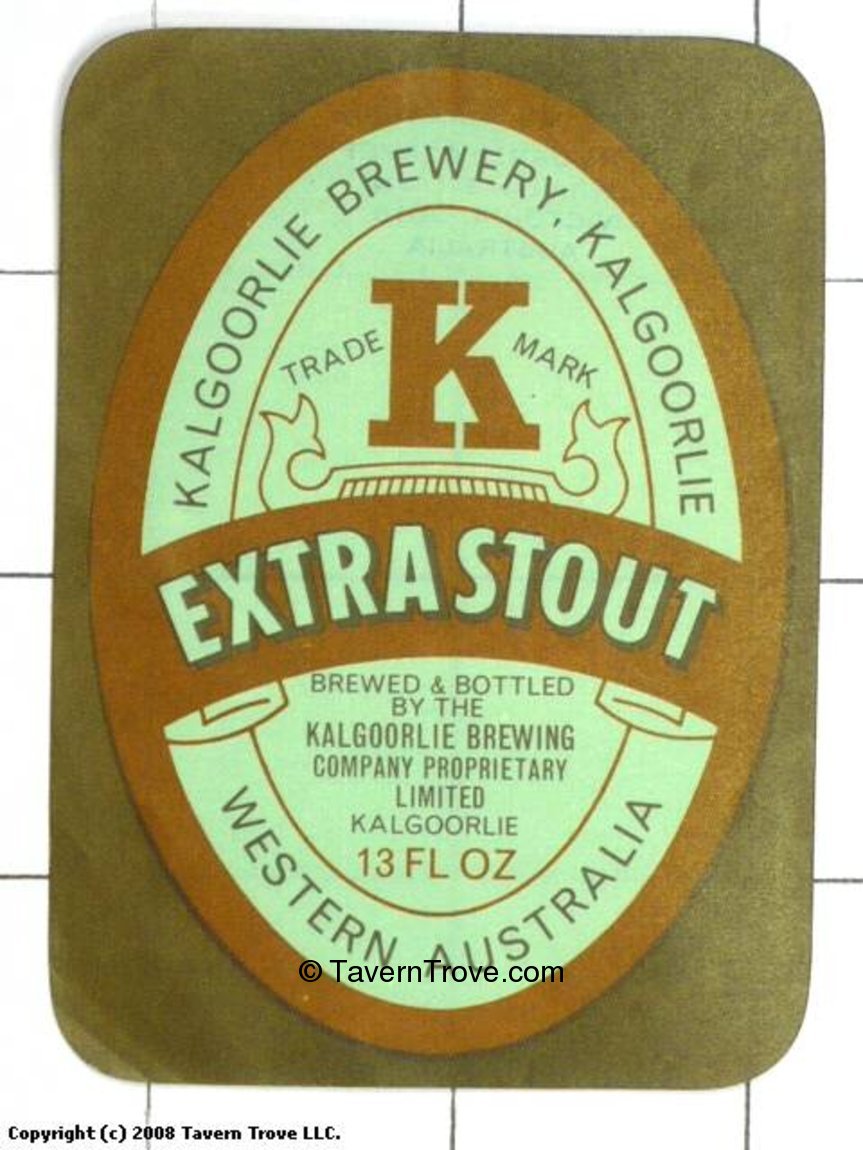 KALGOORLIE BREWERY, KALGOORLIE
TRADE K MARK
EXTRA STOUT
BREWED & BOTTLED
BY THE
KALGOORLIE BREWING
COMPANY PROPRIETARY
LIMITED
KALGOORLIE
13 FL OZ
WESTERN AUSTRALIA
© TavernTrove.com
Copyright (c) 2008 Tavern Trove LLC.